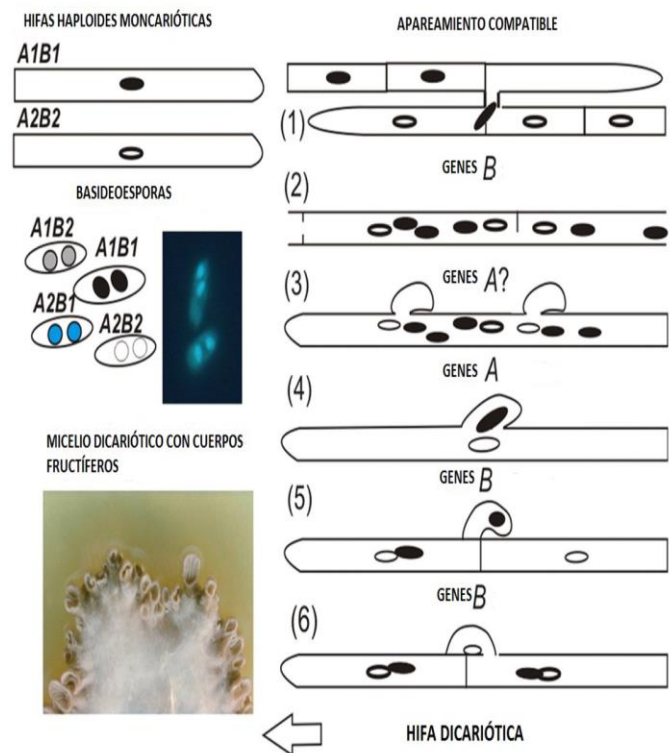 HIFAS HAPLOIDES MONCARIÓTICAS
A1B1
A2B2
BASIDEOESPORAS
A1B2
A1B1
A2B1
A2B2
MICELIO DICARIÓTICO CON CUERPOS
FRUCTÍFEROS
APAREAMIENTO COMPATIBLE
(1)
GENES B
(2)
(3)
GENES A?
GENES A
(4)
GENES B
(5)
GENES B
(6)
HIFA DICARIÓTICA